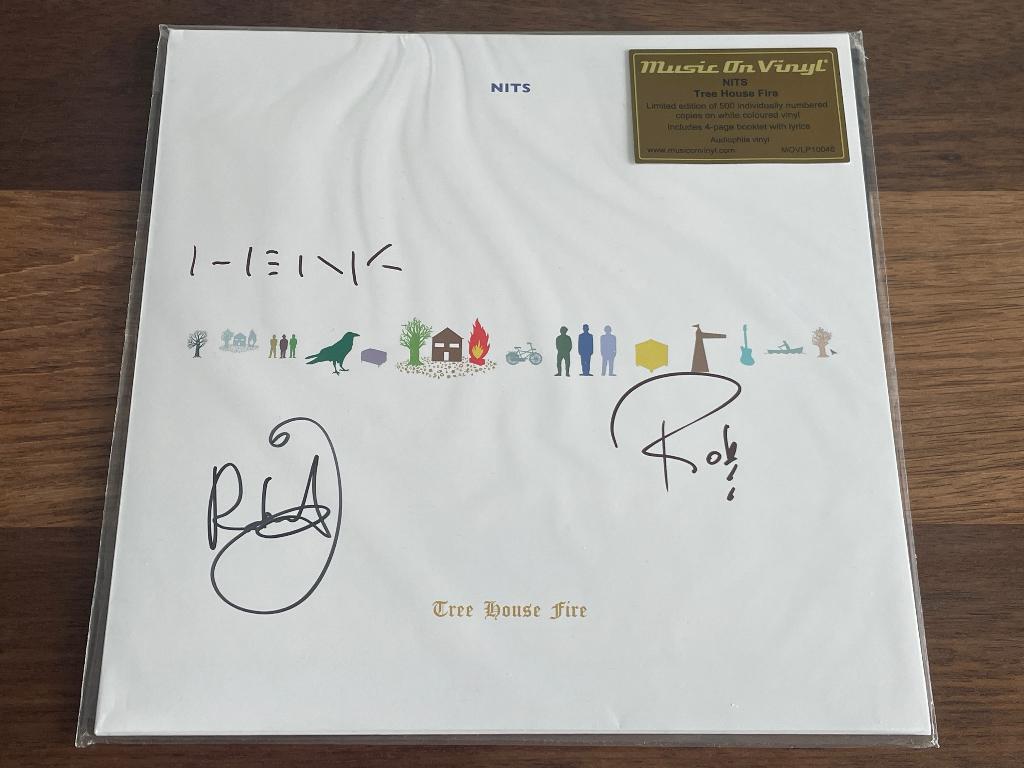 NITS
Music On Vinyl
NITS
Tree House Fire
Limited edition of 500 individually numbered
copies on white coloured vinyl
Includes 4-page booklet with lyrics
Audiophile vinyl
www.musiconvinyl.com MOVLP10046
HENK
Rob!
Tree House Fire